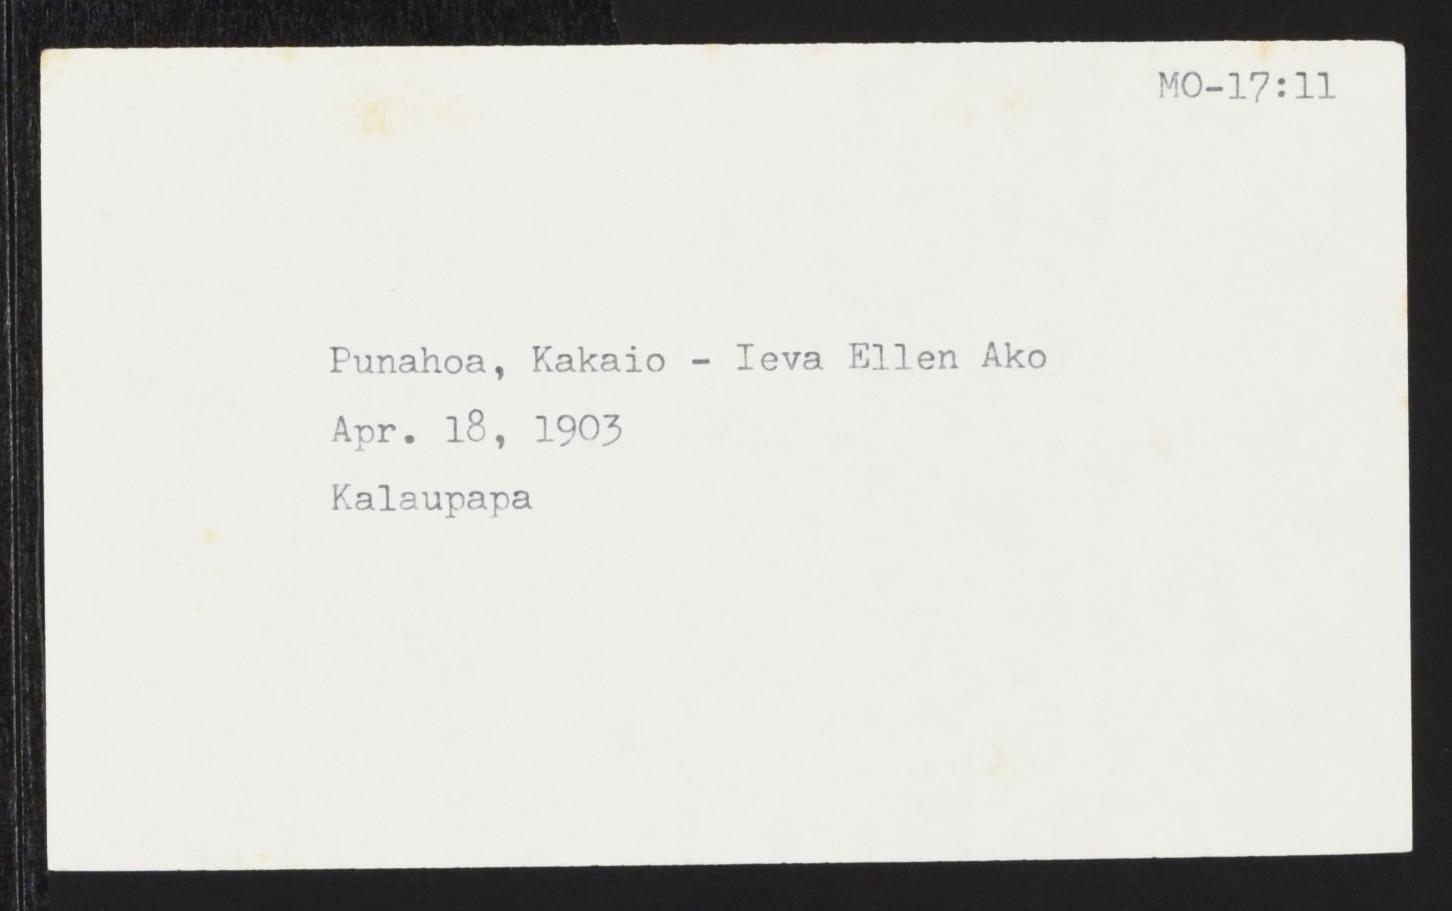 MO-17:11
Punahoa, Kakaio - Ieva Ellen Ako
Apr. 18, 1903
Kalaupapa